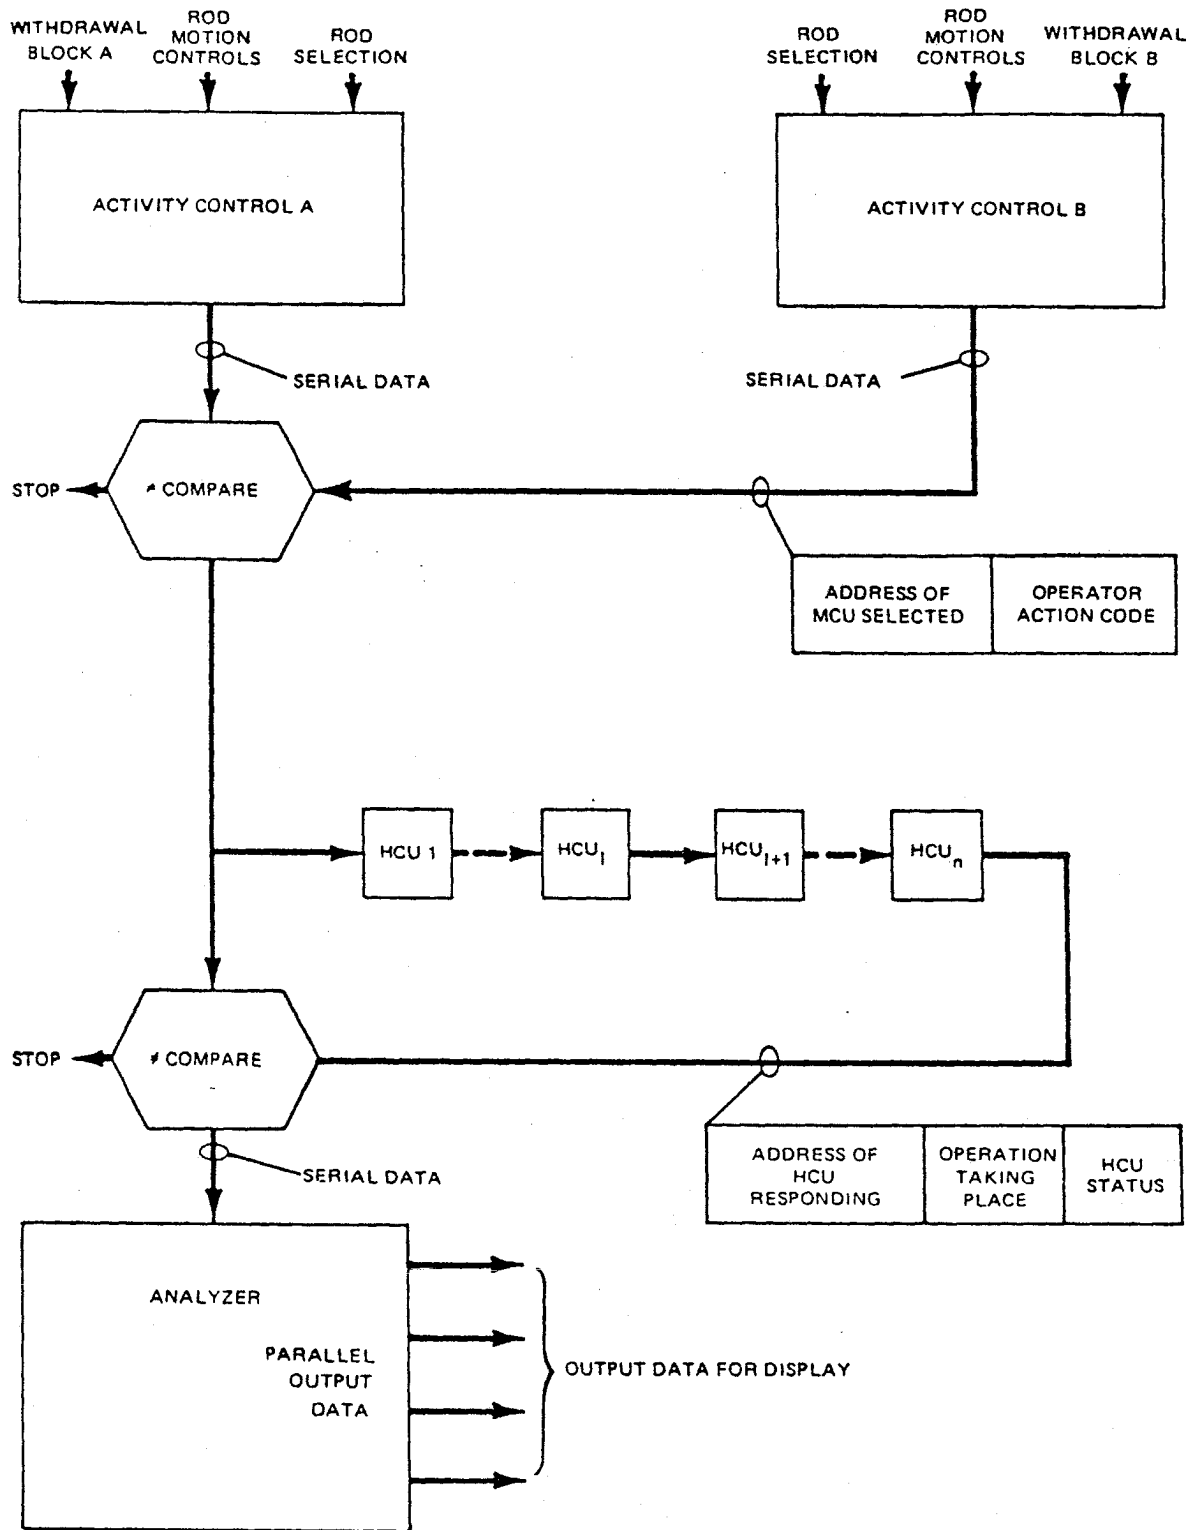 WITHDRAWAL
BLOCK A
ROD
MOTION
CONTROLS
ROD
SELECTION
ROD
SELECTION
ROD
MOTION
CONTROLS
WITHDRAWAL
BLOCK B
ACTIVITY CONTROL A
ACTIVITY CONTROL B
SERIAL DATA
SERIAL DATA
STOP
≠ COMPARE
ADDRESS OF
MCU SELECTED
OPERATOR
ACTION CODE
HCU 1
HCU I
HCU I+1
HCU n
STOP
≠ COMPARE
SERIAL DATA
ADDRESS OF
HCU
RESPONDING
OPERATION
TAKING
PLACE
HCU
STATUS
ANALYZER
PARALLEL
OUTPUT
DATA
OUTPUT DATA FOR DISPLAY